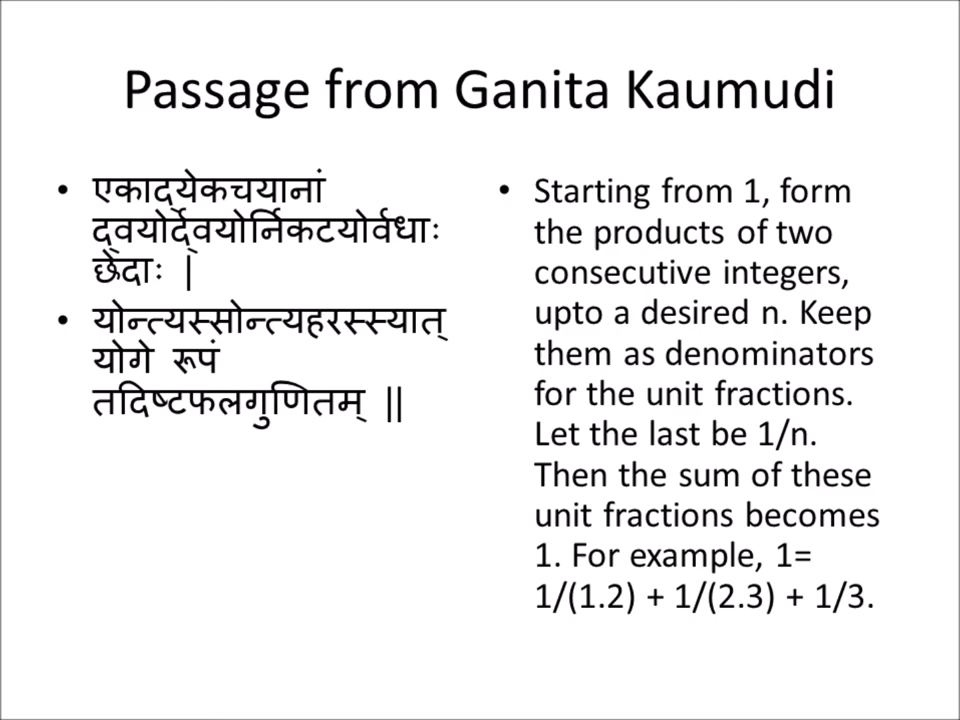 Passage from Ganita Kaumudi
• एकाद्येकचयानां
द्वयोर्द्वयोर्निकटयोर्वधाः
छेदाः |
• योन्त्यस्सोन्त्यहरस्स्यात्
योगे रूपं
तदिष्टफलगुणितम् ||
• Starting from 1, form
the products of two
consecutive integers,
upto a desired n. Keep
them as denominators
for the unit fractions.
Let the last be 1/n.
Then the sum of these
unit fractions becomes
1. For example, 1=
1/(1.2) + 1/(2.3) + 1/3.